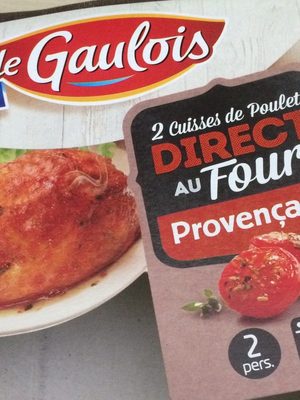 le Gaulois
2 Cuisses de Poulet
DIRECT
AU Four
Provença
2
pers.